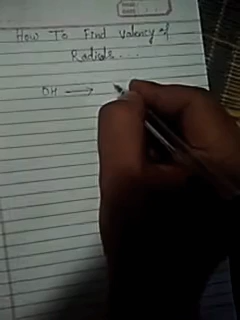 How To Find Valency of
Radicals...
OH →